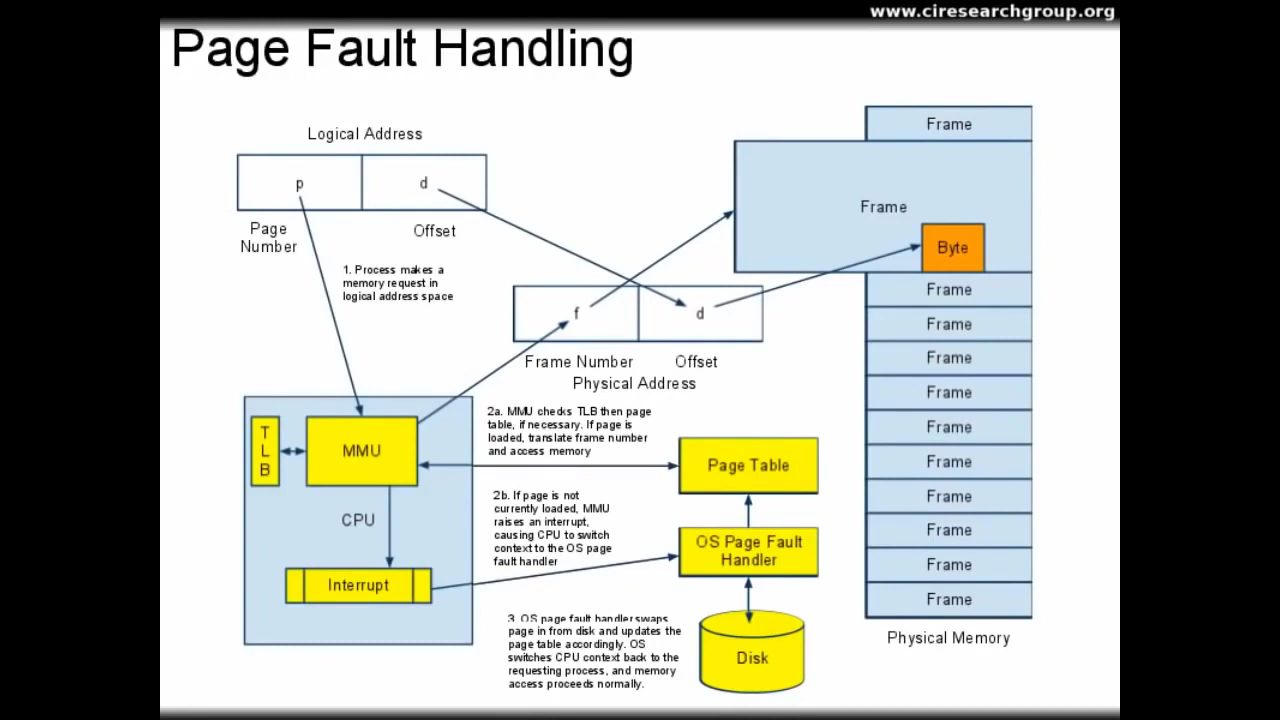 www.ciresearchgroup.org
Page Fault Handling
Logical Address
p
d
Page
Number
Offset
1. Process makes a
memory request in
logical address space
f
d
Frame Number
Offset
Physical Address
Frame
Frame
Byte
Frame
Frame
Frame
Frame
Frame
Frame
Frame
Frame
Frame
Frame
Physical Memory
T
L
B
MMU
CPU
Interrupt
2a. MMU checks TLB then page
table, if necessary. If page is
loaded, translate frame number
and access memory
Page Table
2b. If page is not
currently loaded, MMU
raises an interrupt,
causing CPU to switch
context to the OS page
fault handler
OS Page Fault
Handler
3. OS page fault handler swaps
page in from disk and updates the
page table accordingly. OS
switches CPU context back to the
requesting process, and memory
access proceeds normally.
Disk